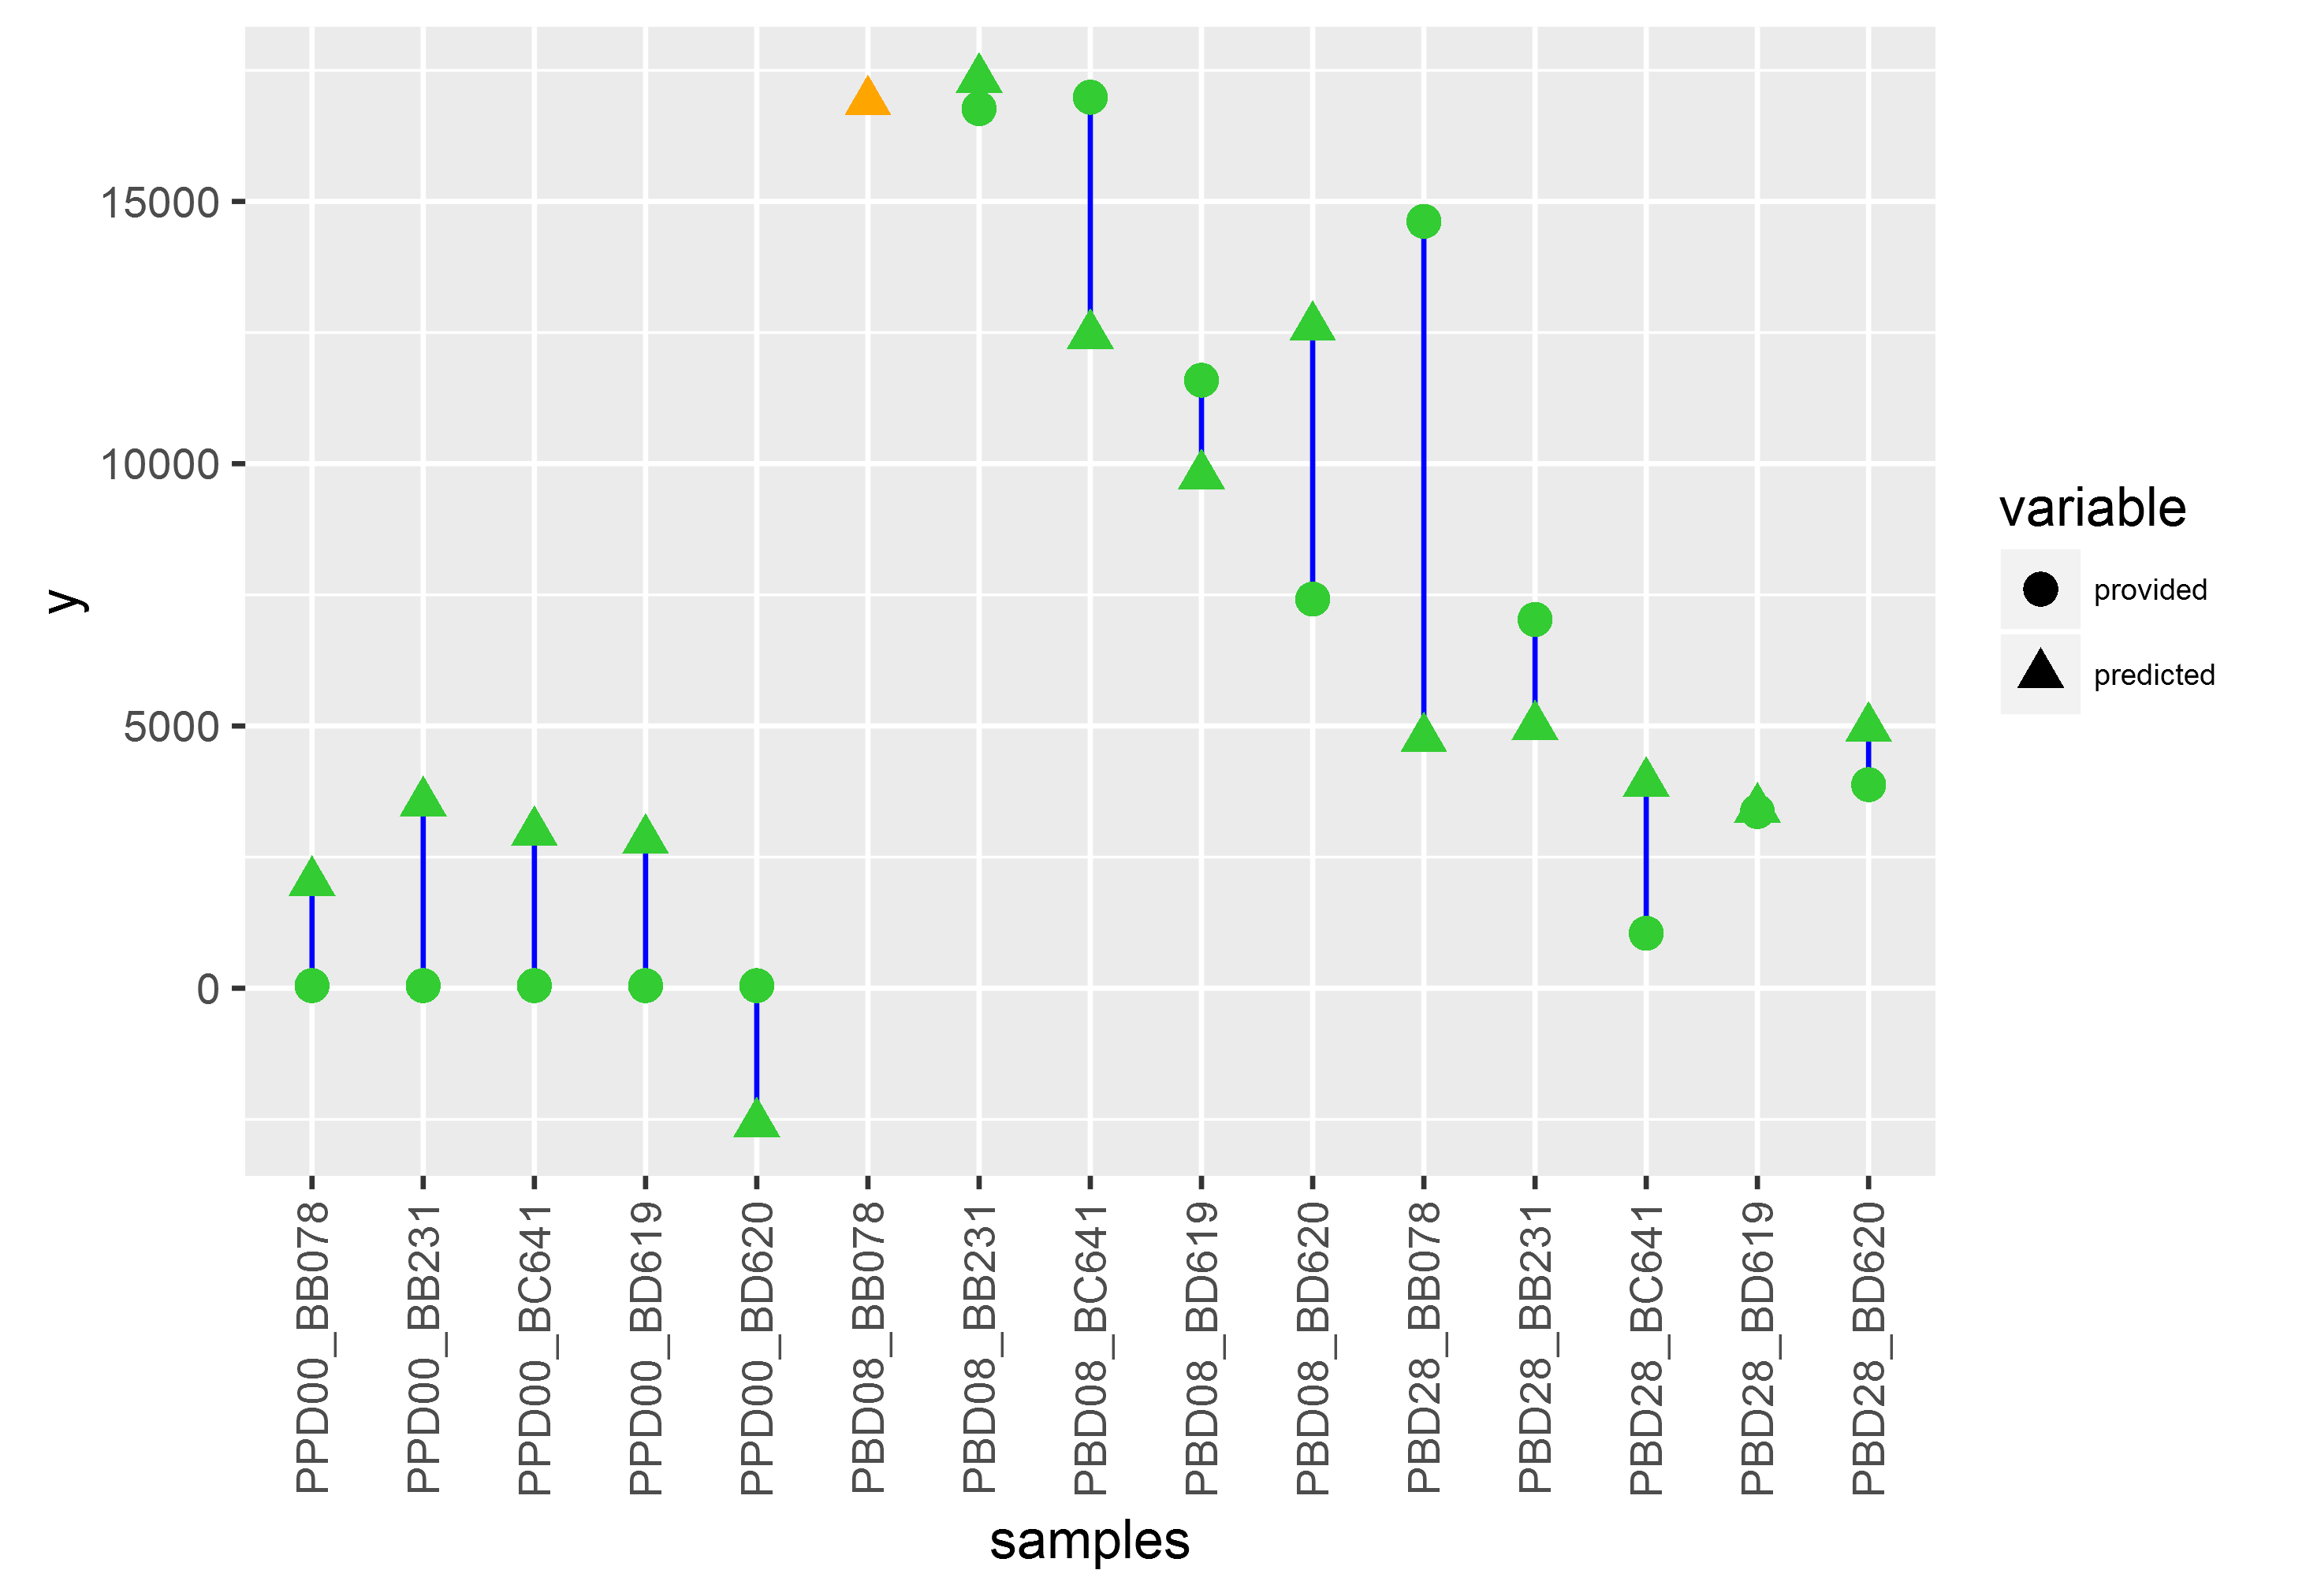 y
15000
10000
5000
0
PPD00_BB078
PPD00_BB231
PPD00_BC641
PPD00_BD619
PPD00_BD620
PBD08_BB078
PBD08_BB231
PBD08_BC641
PBD08_BD619
PBD08_BD620
PBD28_BB078
PBD28_BB231
PBD28_BC641
PBD28_BD619
PBD28_BD620
samples
variable
provided
predicted